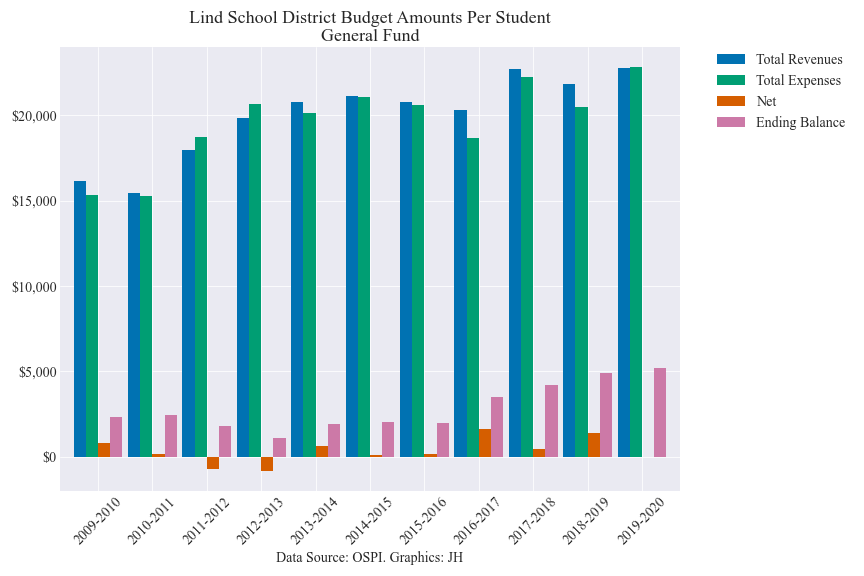 Lind School District Budget Amounts Per Student
General Fund
Total Revenues
Total Expenses
Net
Ending Balance
$20,000
$15,000
$10,000
$5,000
$0
2009-2010
2010-2011
2011-2012
2012-2013
2013-2014
2014-2015
2015-2016
2016-2017
2017-2018
2018-2019
2019-2020
Data Source: OSPI. Graphics: JH